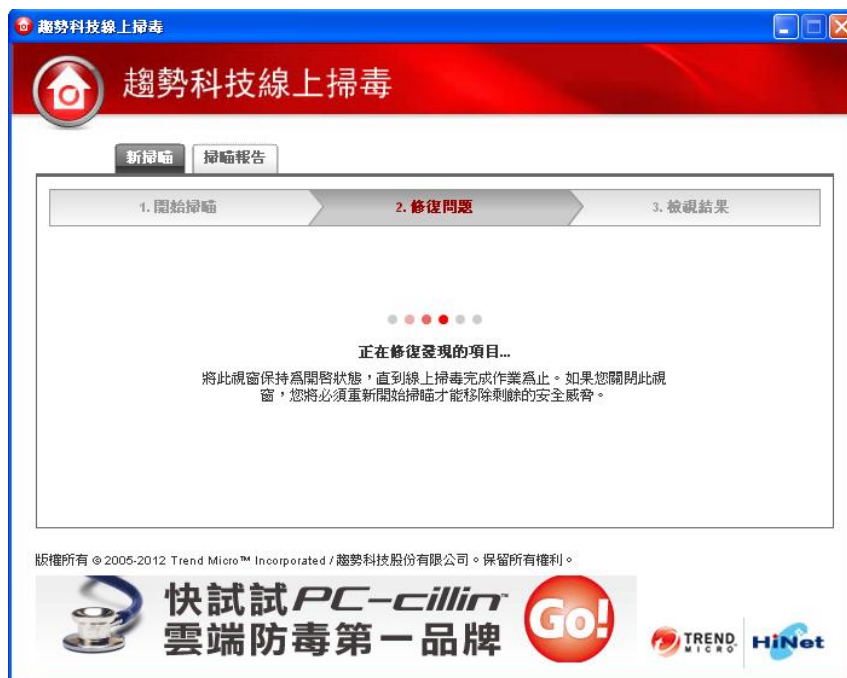 趨勢科技線上掃毒
趨勢科技線上掃毒
新掃瞄
掃瞄報告
1. 開始掃瞄
2. 修復問題
3. 檢視結果
正在修復發現的項目...
將此視窗保持為開啓狀態，直到線上掃毒完成作業為止。如果您關閉此視
窗，您將必須重新開始掃瞄才能移除剩餘的安全威脅。
版權所有 © 2005-2012 Trend Micro™ Incorporated / 趨勢科技股份有限公司。保留所有權利。
快試試PC-cillin™
雲端防毒第一品牌
Go!
TREND MICRO
HiNet